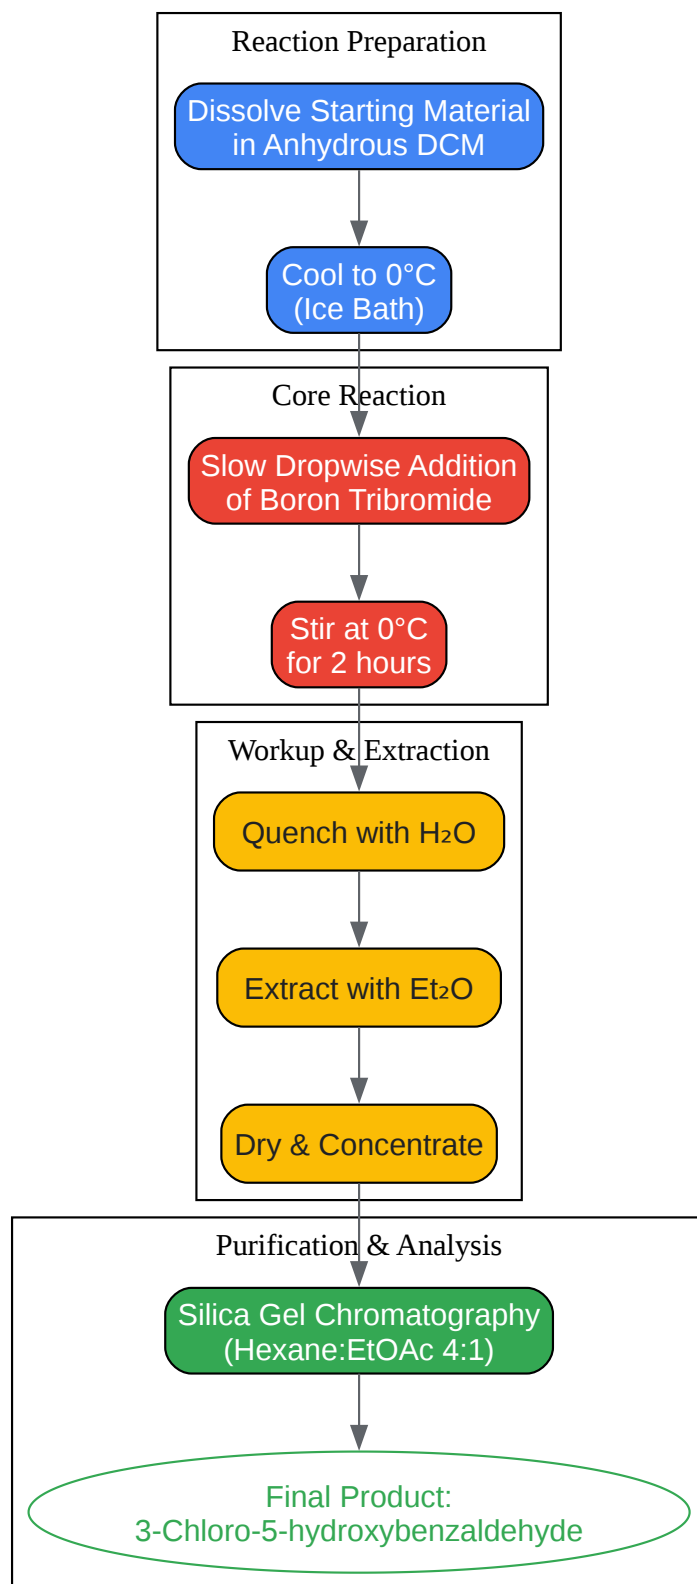 Reaction Preparation
Dissolve Starting Material
in Anhydrous DCM
Cool to 0°C
(Ice Bath)
Core Reaction
Slow Dropwise Addition
of Boron Tribromide
Stir at 0°C
for 2 hours
Workup & Extraction
Quench with H₂O
Extract with Et₂O
Dry & Concentrate
Purification & Analysis
Silica Gel Chromatography
(Hexane:EtOAc 4:1)
Final Product:
3-Chloro-5-hydroxybenzaldehyde